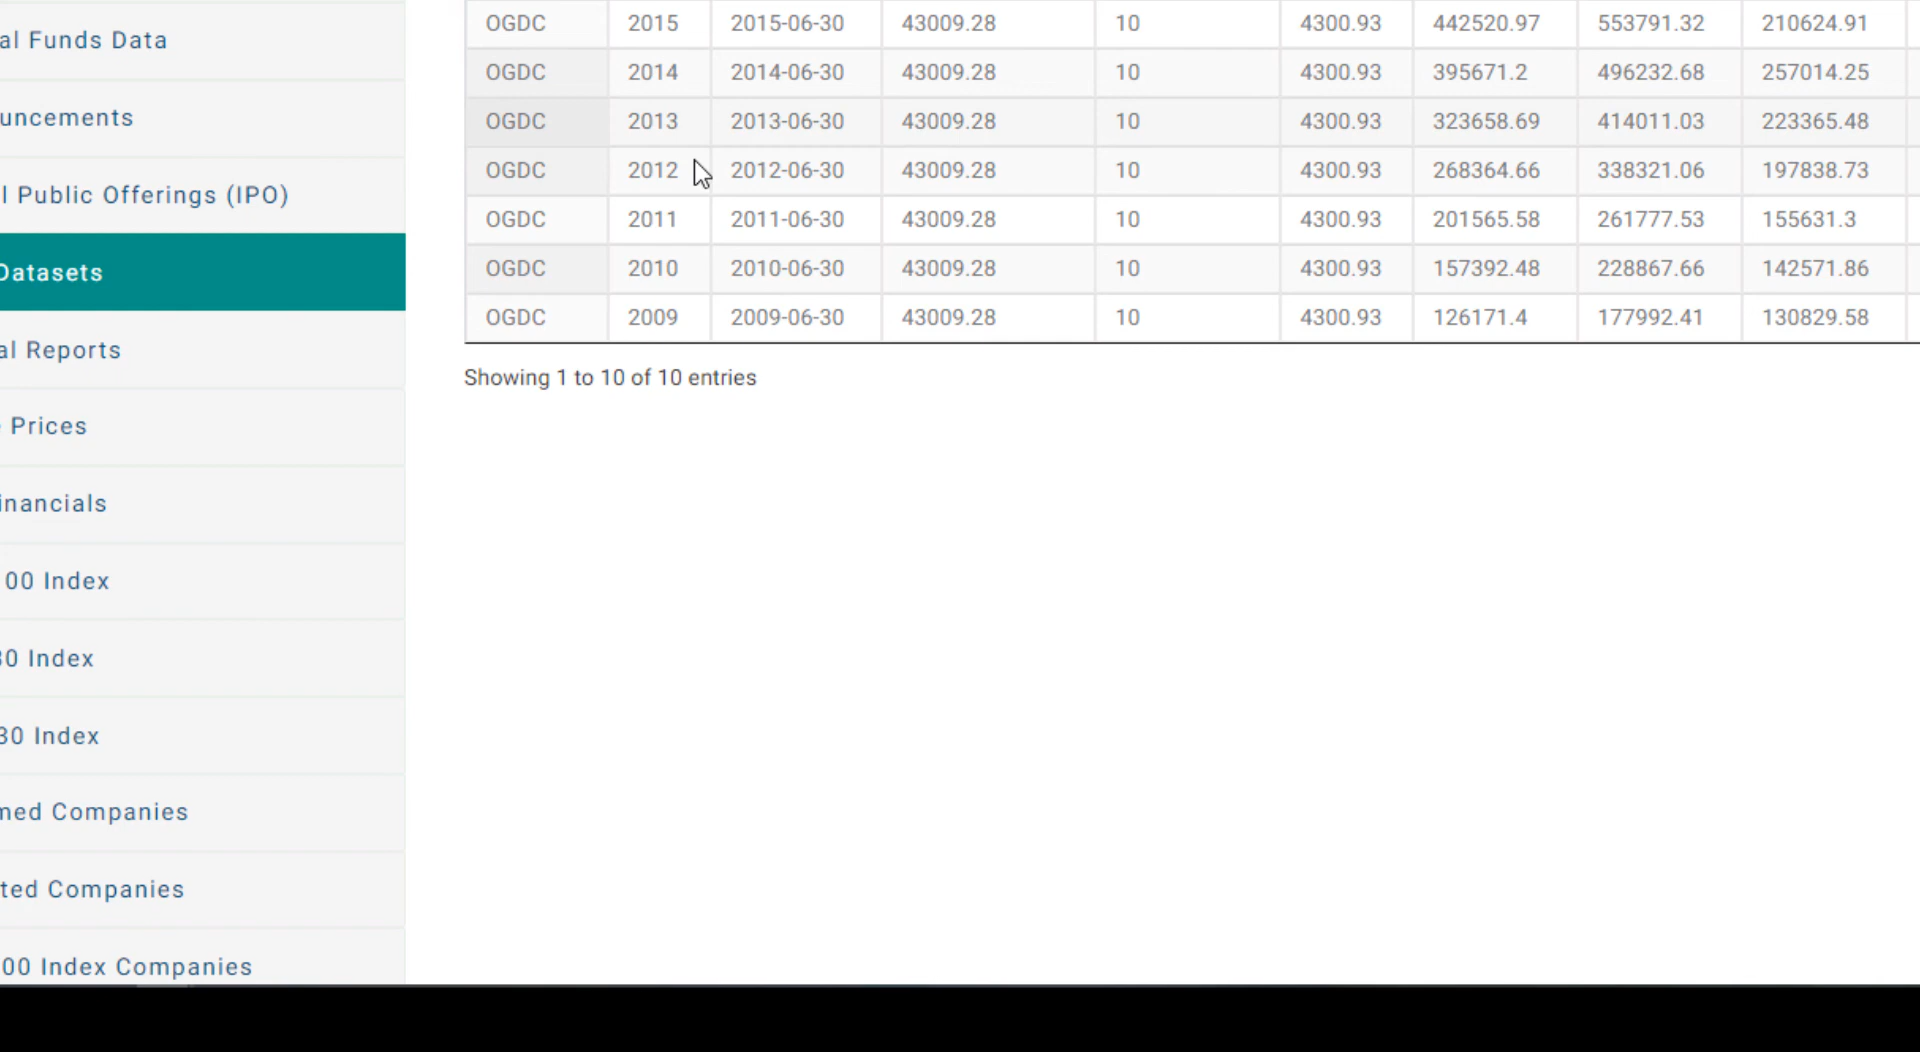 al Funds Data
uncements
l Public Offerings (IPO)
Datasets
al Reports
Prices
inancials
00 Index
30 Index
30 Index
med Companies
ted Companies
00 Index Companies
OGDC 2015 2015-06-30 43009.28 10 4300.93 442520.97 553791.32 210624.91
OGDC 2014 2014-06-30 43009.28 10 4300.93 395671.2 496232.68 257014.25
OGDC 2013 2013-06-30 43009.28 10 4300.93 323658.69 414011.03 223365.48
OGDC 2012 2012-06-30 43009.28 10 4300.93 268364.66 338321.06 197838.73
OGDC 2011 2011-06-30 43009.28 10 4300.93 201565.58 261777.53 155631.3
OGDC 2010 2010-06-30 43009.28 10 4300.93 157392.48 228867.66 142571.86
OGDC 2009 2009-06-30 43009.28 10 4300.93 126171.4 177992.41 130829.58
Showing 1 to 10 of 10 entries